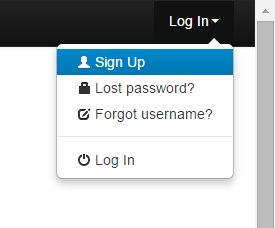 Log In
Sign Up
Lost password?
Forgot username?
Log In